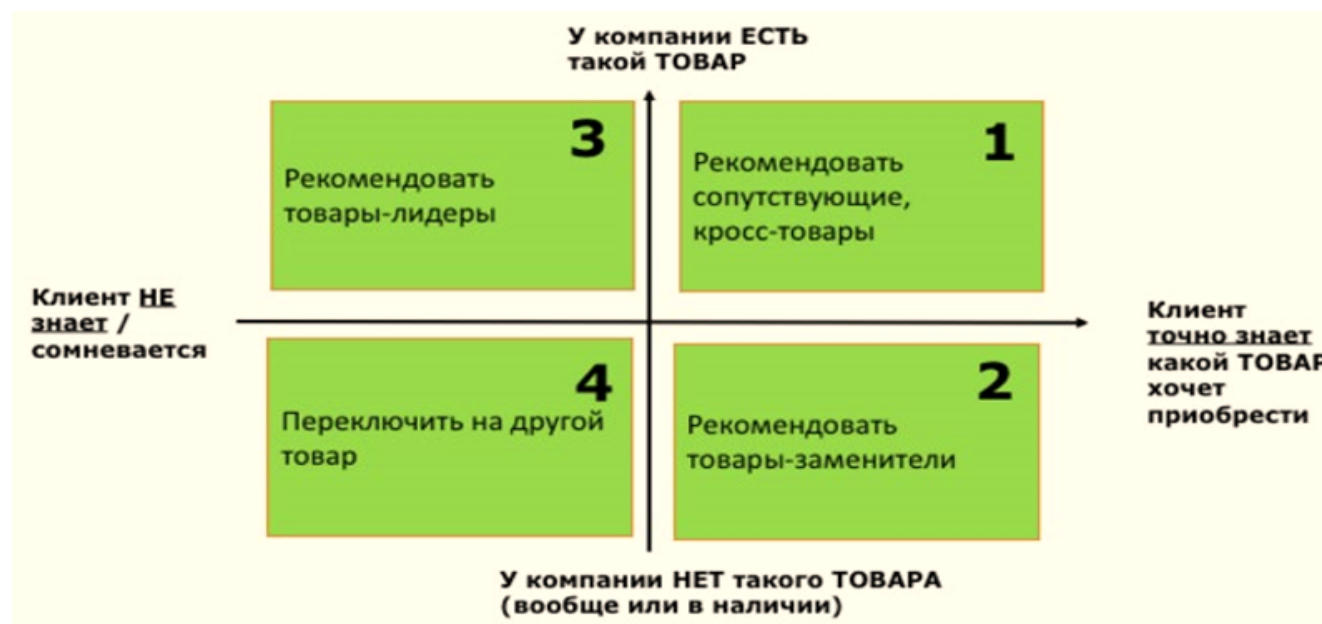 У компании ЕСТЬ
такой ТОВАР
3
Рекомендовать
товары-лидеры
1
Рекомендовать
сопутствующие,
кросс-товары
Клиент НЕ
знает /
сомневается
Клиент
точно знает
какой ТОВАР
хочет
приобрести
4
Переключить на другой
товар
2
Рекомендовать
товары-заменители
У компании НЕТ такого ТОВАРА
(вообще или в наличии)